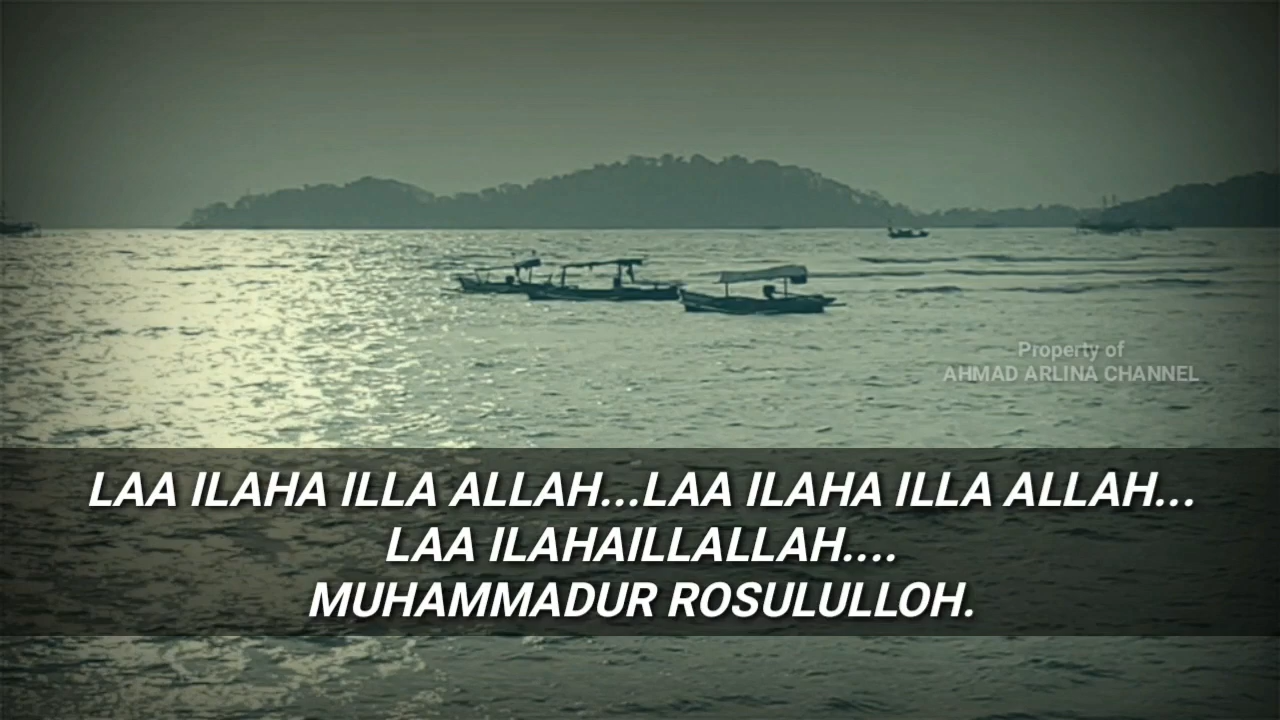 Property of
AHMAD ARLINA CHANNEL
LAA ILAHA ILLA ALLAH...LAA ILAHA ILLA ALLAH...
LAA ILAHAILLALLAH....
MUHAMMADUR ROSULULLOH.